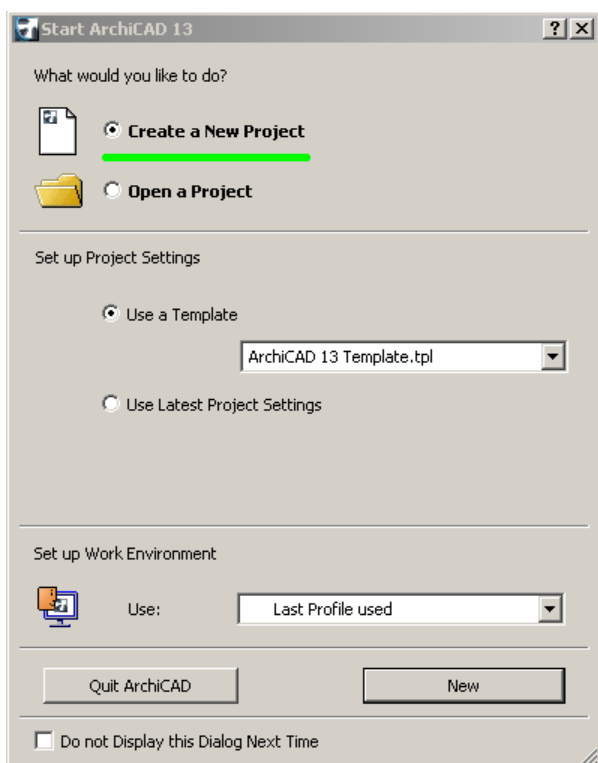 Start ArchiCAD 13
What would you like to do?
Create a New Project
Open a Project
Set up Project Settings
Use a Template
ArchiCAD 13 Template.tpl
Use Latest Project Settings
Set up Work Environment
Use: Last Profile used
Quit ArchiCAD New
Do not Display this Dialog Next Time